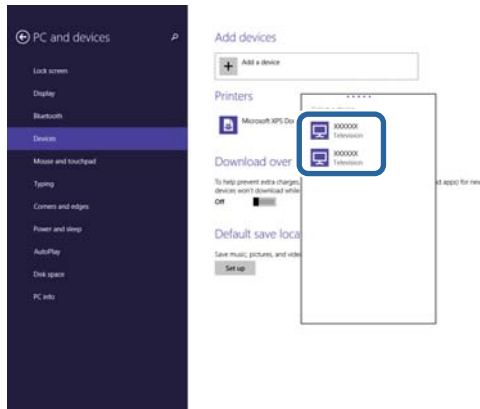 PC and devices
Lock screen
Display
Bluetooth
Devices
Mouse and touchpad
Typing
Corners and edges
Power and sleep
AutoPlay
Disk space
PC info
Add devices
Add a device
Printers
Microsoft XPS Do
XXXXXX
Television
XXXXXX
Television
Download over
To help prevent extra charges,
d apps) for new
devices won't download while
Off
Default save loca
Save music, pictures, and vide
Set up